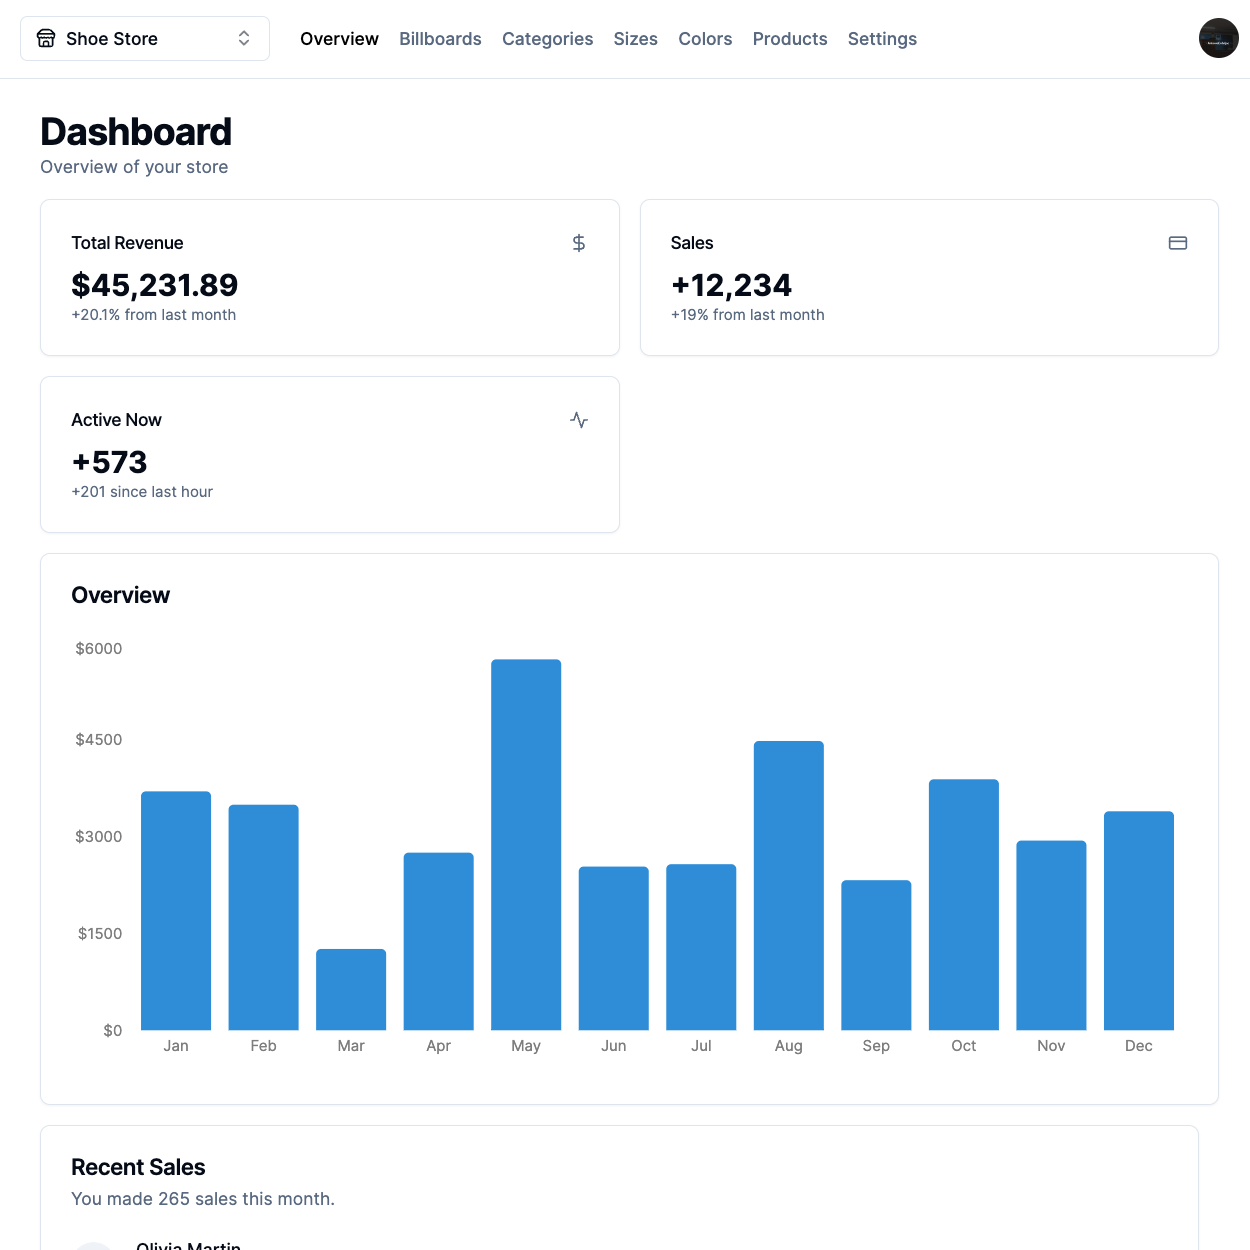 Shoe Store
Overview Billboards Categories Sizes Colors Products Settings
Dashboard
Overview of your store
Total Revenue
$45,231.89
+20.1% from last month
Sales
+12,234
+19% from last month
Active Now
+573
+201 since last hour
Overview
$6000
$4500
$3000
$1500
$0
Jan Feb Mar Apr May Jun Jul Aug Sep Oct Nov Dec
Recent Sales
You made 265 sales this month.
Olivia Martin